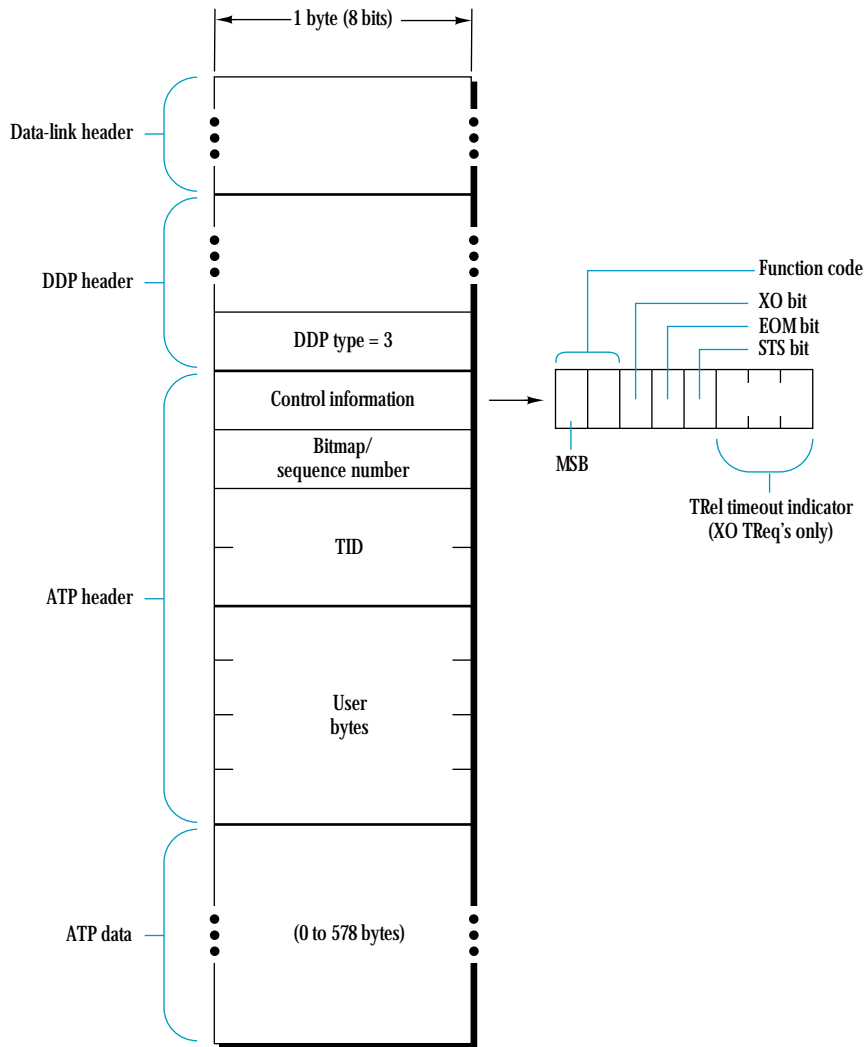 1 byte (8 bits)
Data-link header
DDP header
DDP type = 3
Function code
XO bit
EOM bit
STS bit
MSB
TRel timeout indicator
(XO TReq's only)
ATP header
Control information
Bitmap/
sequence number
TID
User
bytes
ATP data
(0 to 578 bytes)